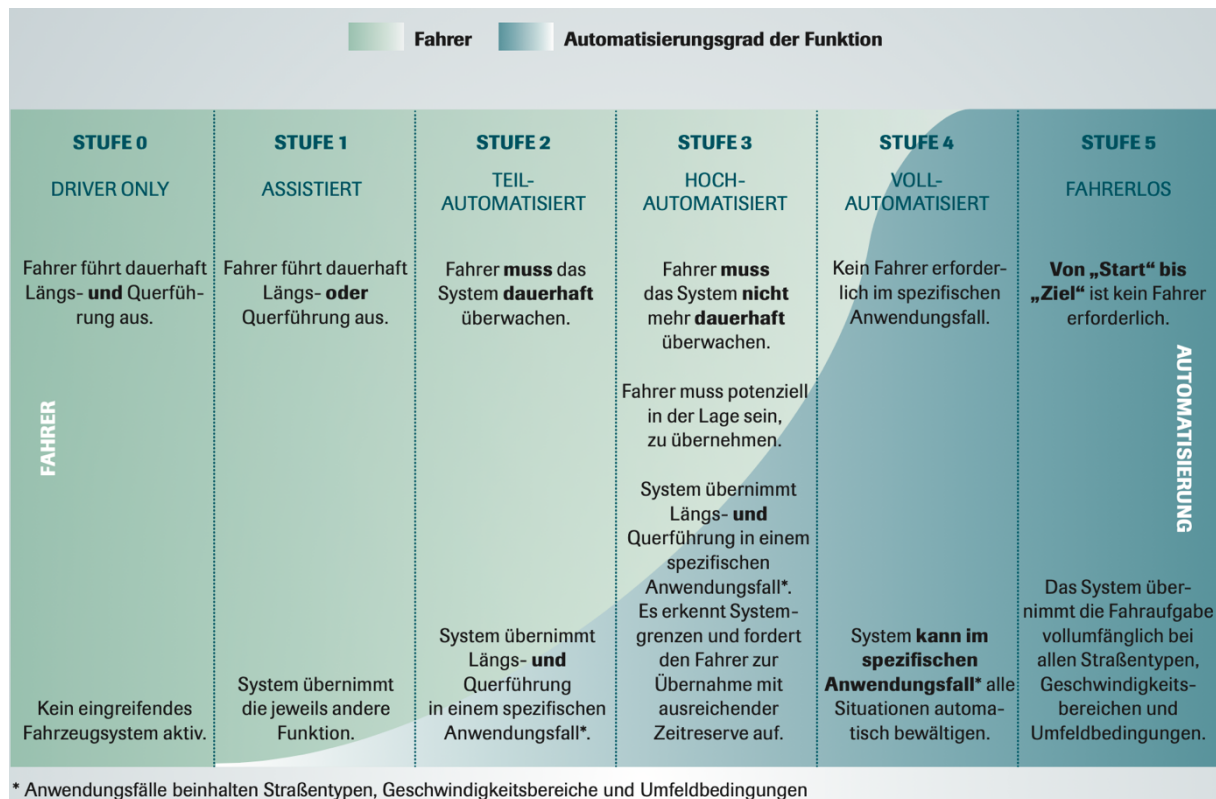 Fahrer
Automatisierungsgrad der Funktion
STUFE 0
DRIVER ONLY
Fahrer führt dauerhaft
Längs- und Querfüh-
rung aus.
Kein eingreifendes
Fahrzeugsystem aktiv.
STUFE 1
ASSISTIERT
Fahrer führt dauerhaft
Längs- oder
Querführung aus.
System übernimmt
die jeweils andere
Funktion.
STUFE 2
TEIL-
AUTOMATISIERT
Fahrer muss das
System dauerhaft
überwachen.
System übernimmt
Längs- und
Querführung
in einem spezifischen
Anwendungsfall*.
STUFE 3
HOCH-
AUTOMATISIERT
Fahrer muss
das System nicht
mehr dauerhaft
überwachen.
Fahrer muss potenziell
in der Lage sein,
zu übernehmen.
System übernimmt
Längs- und
Querführung in einem
spezifischen
Anwendungsfall*.
Es erkennt System-
grenzen und fordert
den Fahrer zur
Übernahme mit
ausreichender
Zeitreserve auf.
STUFE 4
VOLL-
AUTOMATISIERT
Kein Fahrer erforder-
lich im spezifischen
Anwendungsfall.
System kann im
spezifischen
Anwendungsfall* alle
Situationen automa-
tisch bewältigen.
STUFE 5
FAHRERLOS
Von „Start“ bis
„Ziel“ ist kein Fahrer
erforderlich.
Das System über-
nimmt die Fahraufgabe
vollumfänglich bei
allen Straßentypen,
Geschwindigkeits-
bereichen und
Umfeldbedingungen.
FAHRER
AUTOMATISIERUNG
* Anwendungsfälle beinhalten Straßentypen, Geschwindigkeitsbereiche und Umfeldbedingungen